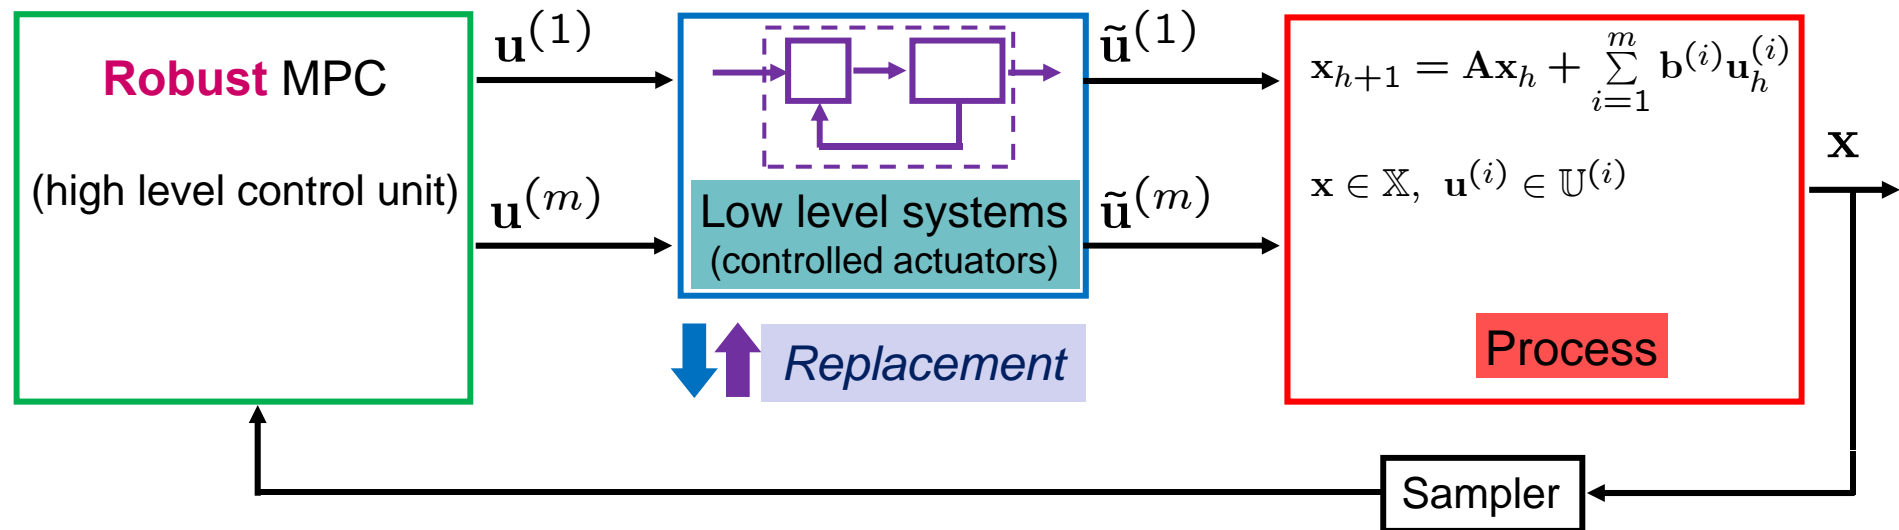 Robust MPC
(high level control unit)
𝐮⁽¹⁾
𝐮⁽ᵐ⁾
Low level systems
(controlled actuators)
Replacement
𝐮̃⁽¹⁾
𝐮̃⁽ᵐ⁾
𝐱_{h+1} = 𝐀𝐱_h + ∑_{i=1}^{m} 𝐛^{(i)}𝐮_h^{(i)}
𝐱 ∈ 𝕏, 𝐮^{(i)} ∈ 𝕌^{(i)}
Process
𝐱
Sampler